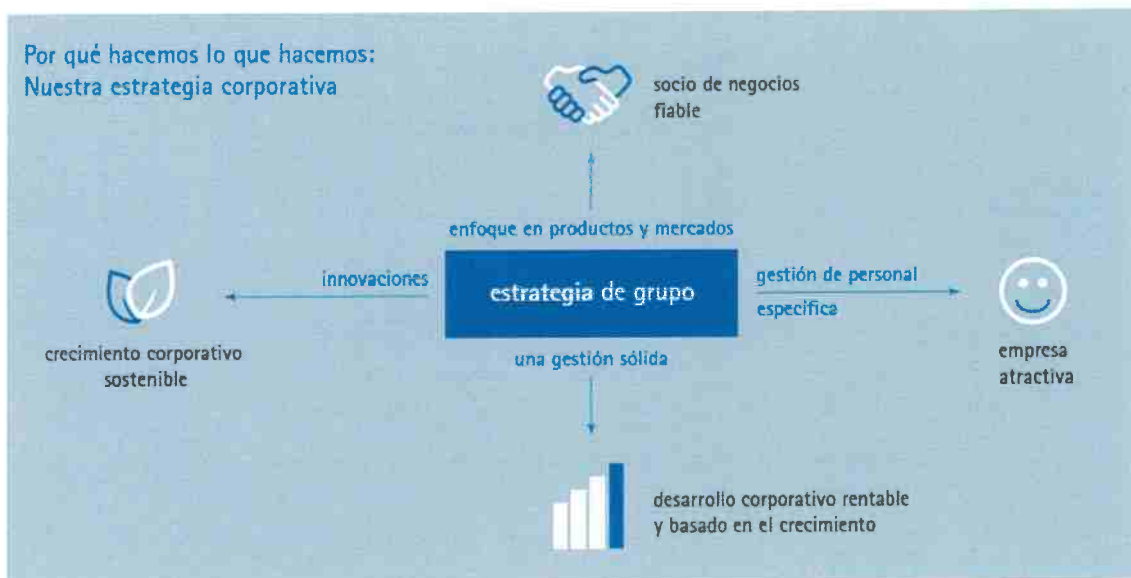 Por qué hacemos lo que hacemos:
Nuestra estrategia corporativa
socio de negocios
fiable
enfoque en productos y mercados
innovaciones
estrategia de grupo
gestión de personal
específica
una gestión sólida
crecimiento corporativo
sostenible
empresa
atractiva
desarrollo corporativo rentable
y basado en el crecimiento